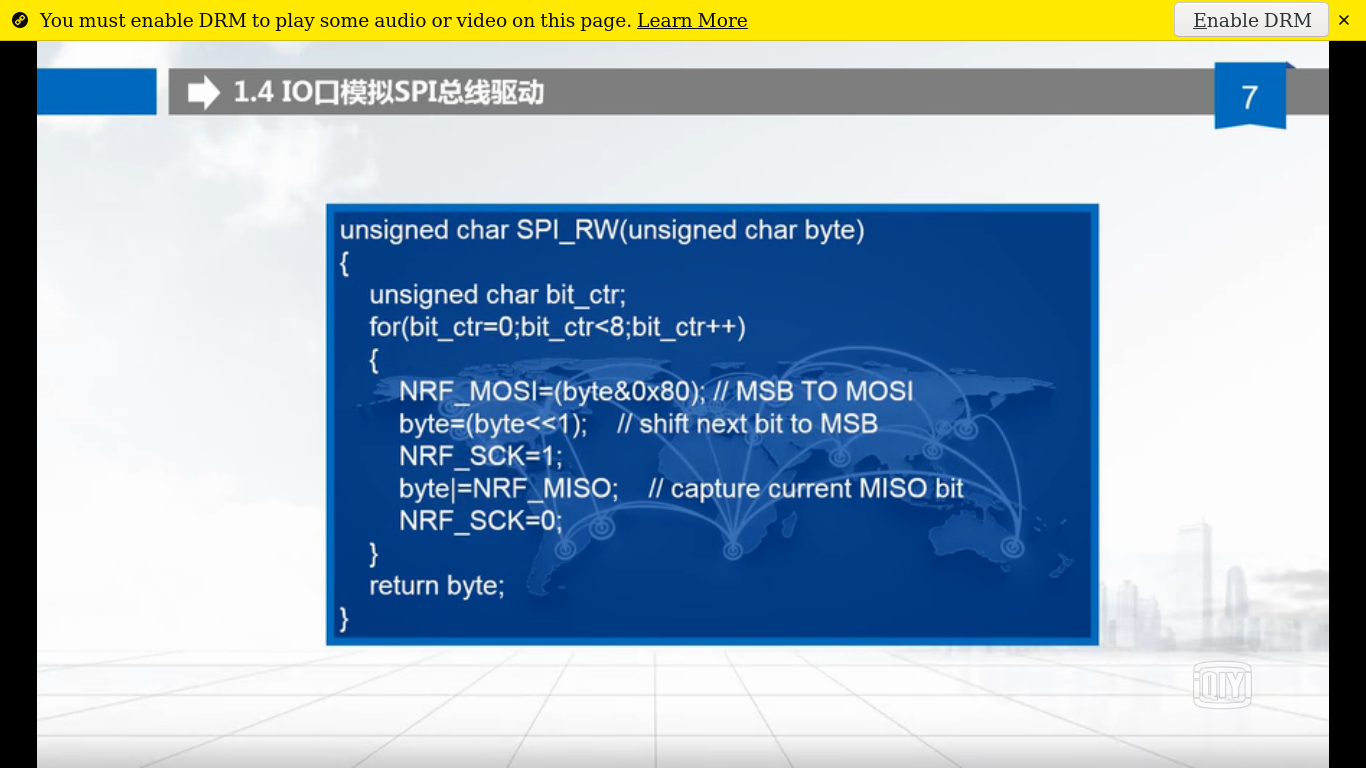 You must enable DRM to play some audio or video on this page. Learn More
Enable DRM
×
1.4 IO口模拟SPI总线驱动
7
unsigned char SPI_RW(unsigned char byte)
{
unsigned char bit_ctr;
for(bit_ctr=0;bit_ctr<8;bit_ctr++)
{
NRF_MOSI=(byte&0x80); // MSB TO MOSI
byte=(byte<<1); // shift next bit to MSB
NRF_SCK=1;
byte|=NRF_MISO; // capture current MISO bit
NRF_SCK=0;
}
return byte;
}
iQIYI